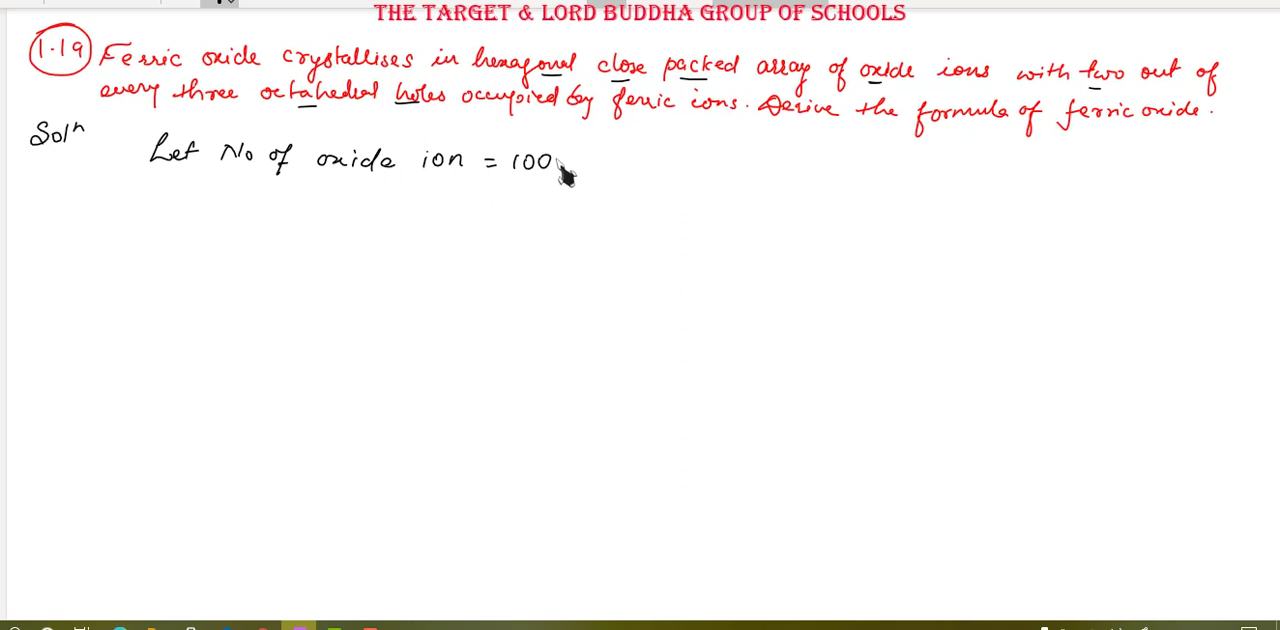 THE TARGET & LORD BUDDHA GROUP OF SCHOOLS
1.19 Ferric oxide crystallises in hexagonal close packed array of oxide ions with two out of
every three octahedral holes occupied by ferric ions. Derive the formula of ferric oxide.
Solⁿ
Let No of oxide ion = 100